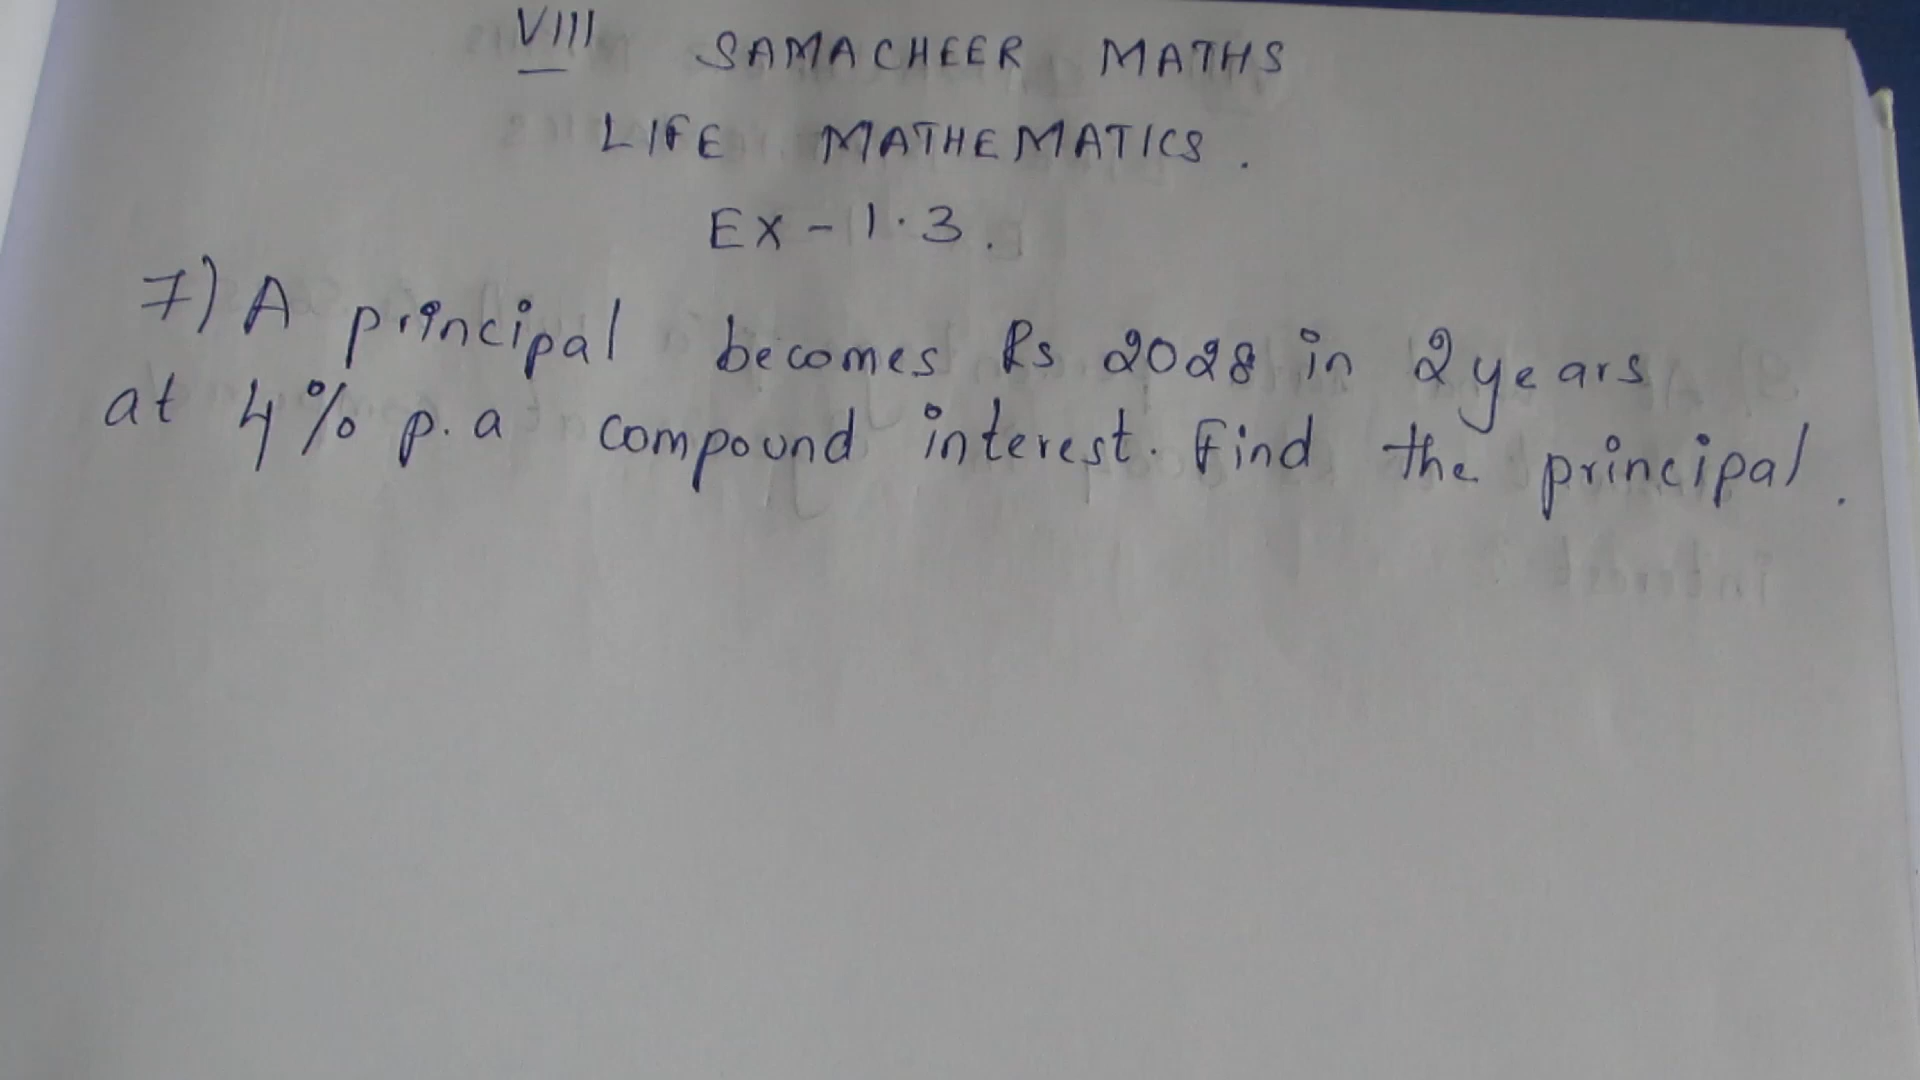 VIII SAMACHEER MATHS
LIFE MATHEMATICS.
EX - 1.3.
7) A principal becomes Rs 2028 in 2 years
at 4% p.a compound interest. Find the principal.